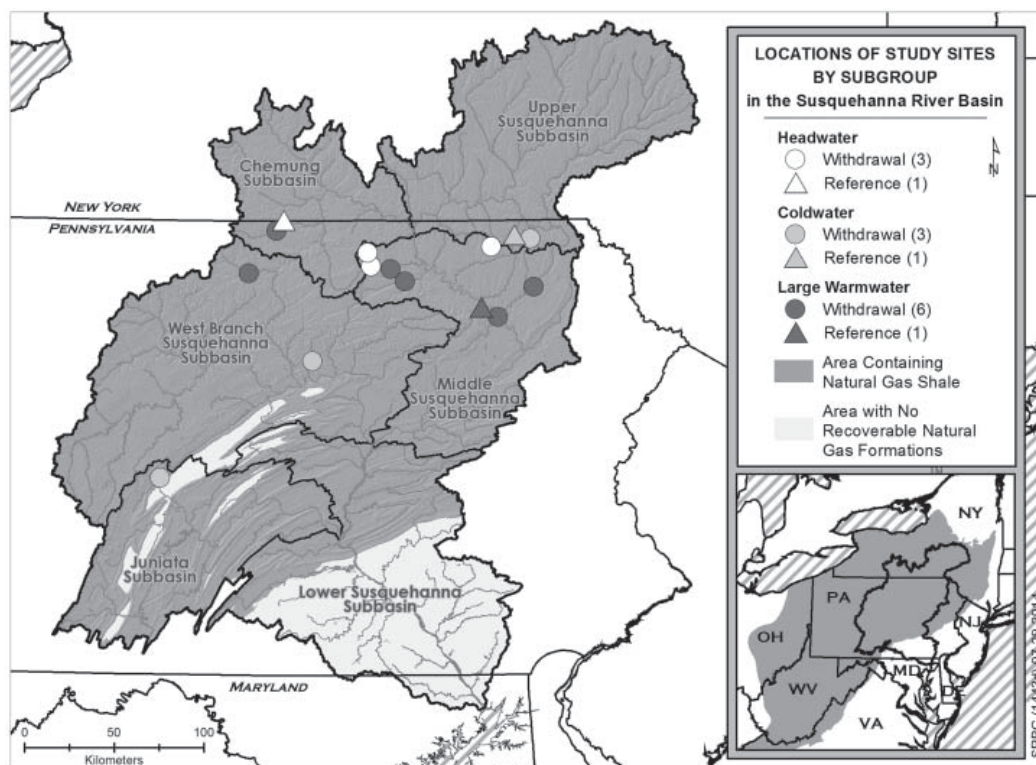 LOCATIONS OF STUDY SITES
BY SUBGROUP
in the Susquehanna River Basin
N
Headwater
Withdrawal (3)
Reference (1)
Coldwater
Withdrawal (3)
Reference (1)
Large Warmwater
Withdrawal (6)
Reference (1)
Area Containing
Natural Gas Shale
Area with No
Recoverable Natural
Gas Formations
Upper
Susquehanna
Subbasin
Chemung
Subbasin
NEW YORK
PENNSYLVANIA
West Branch
Susquehanna
Subbasin
Middle
Susquehanna
Subbasin
Juniata
Subbasin
Lower Susquehanna
Subbasin
MARYLAND
0 25 50 100
Kilometers
NY
PA
NJ
OH
MD
DE
WV
VA